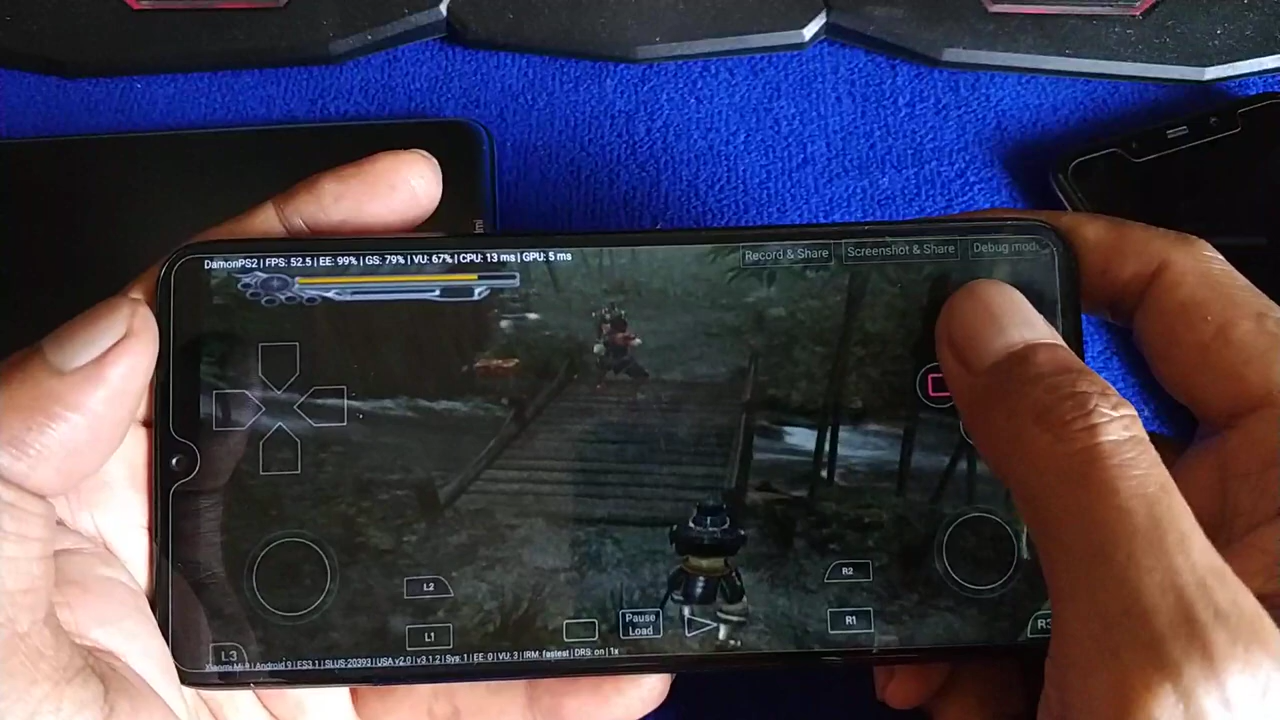 DamonPS2 | FPS: 52.5 | EE: 99% | GS: 79% | VU: 67% | CPU: 13 ms | GPU: 5 ms
Record & Share
Screenshot & Share
Debug mode
L2
R2
L1
Pause
Load
R1
L3
R3
Xiaomi Mi 9 | Android 9 | ES3.1 | SLUS-20393 | USA v2.0 | v3.1.2 | Sys: 1 | EE: 0 | VU: 3 | IRM: fastest | DRS: on | 1x